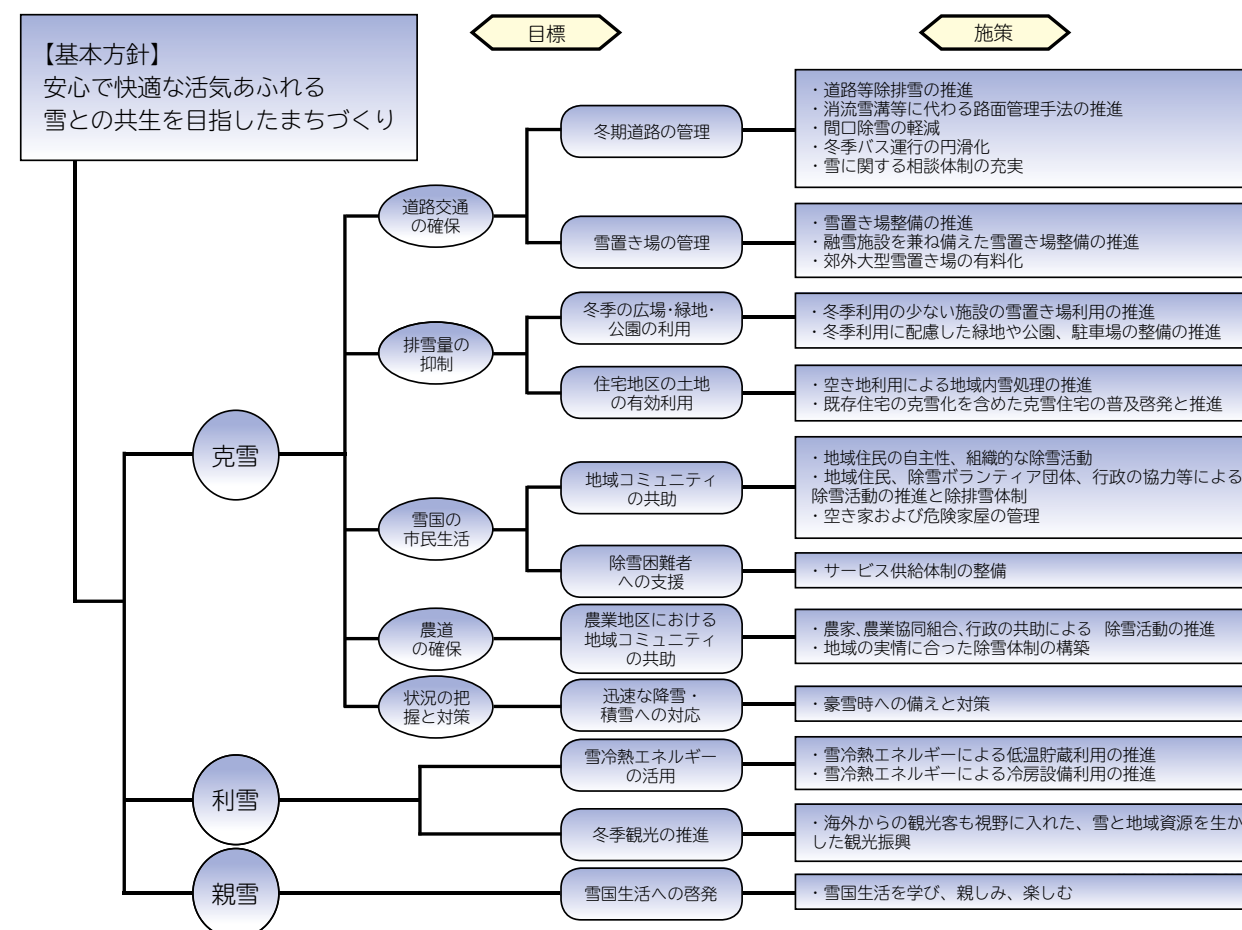 【基本方針】
安心で快適な活気あふれる
雪との共生を目指したまちづくり
目標
施策
克雪
道路交通
の確保
冬期道路の管理
・道路等除排雪の推進
・消流雪溝等に代わる路面管理手法の推進
・間口除雪の軽減
・冬季バス運行の円滑化
・雪に関する相談体制の充実
雪置き場の管理
・雪置き場整備の推進
・融雪施設を兼ね備えた雪置き場整備の推進
・郊外大型雪置き場の有料化
排雪量の
抑制
冬季の広場・緑地・
公園の利用
・冬季利用の少ない施設の雪置き場利用の推進
・冬季利用に配慮した緑地や公園、駐車場の整備の推進
住宅地区の土地
の有効利用
・空き地利用による地域内雪処理の推進
・既存住宅の克雪化を含めた克雪住宅の普及啓発と推進
雪国の
市民生活
地域コミュニティ
の共助
・地域住民の自主性、組織的な除雪活動
・地域住民、除雪ボランティア団体、行政の協力等による
除雪活動の推進と除排雪体制
・空き家および危険家屋の管理
除雪困難者
への支援
・サービス供給体制の整備
農道
の確保
農業地区における
地域コミュニティ
の共助
・農家、農業協同組合、行政の共助による　除雪活動の推進
・地域の実情に合った除雪体制の構築
状況の把
握と対策
迅速な降雪・
積雪への対応
・豪雪時への備えと対策
利雪
雪冷熱エネルギー
の活用
・雪冷熱エネルギーによる低温貯蔵利用の推進
・雪冷熱エネルギーによる冷房設備利用の推進
冬季観光の推進
・海外からの観光客も視野に入れた、雪と地域資源を生か
した観光振興
親雪
雪国生活への啓発
・雪国生活を学び、親しみ、楽しむ